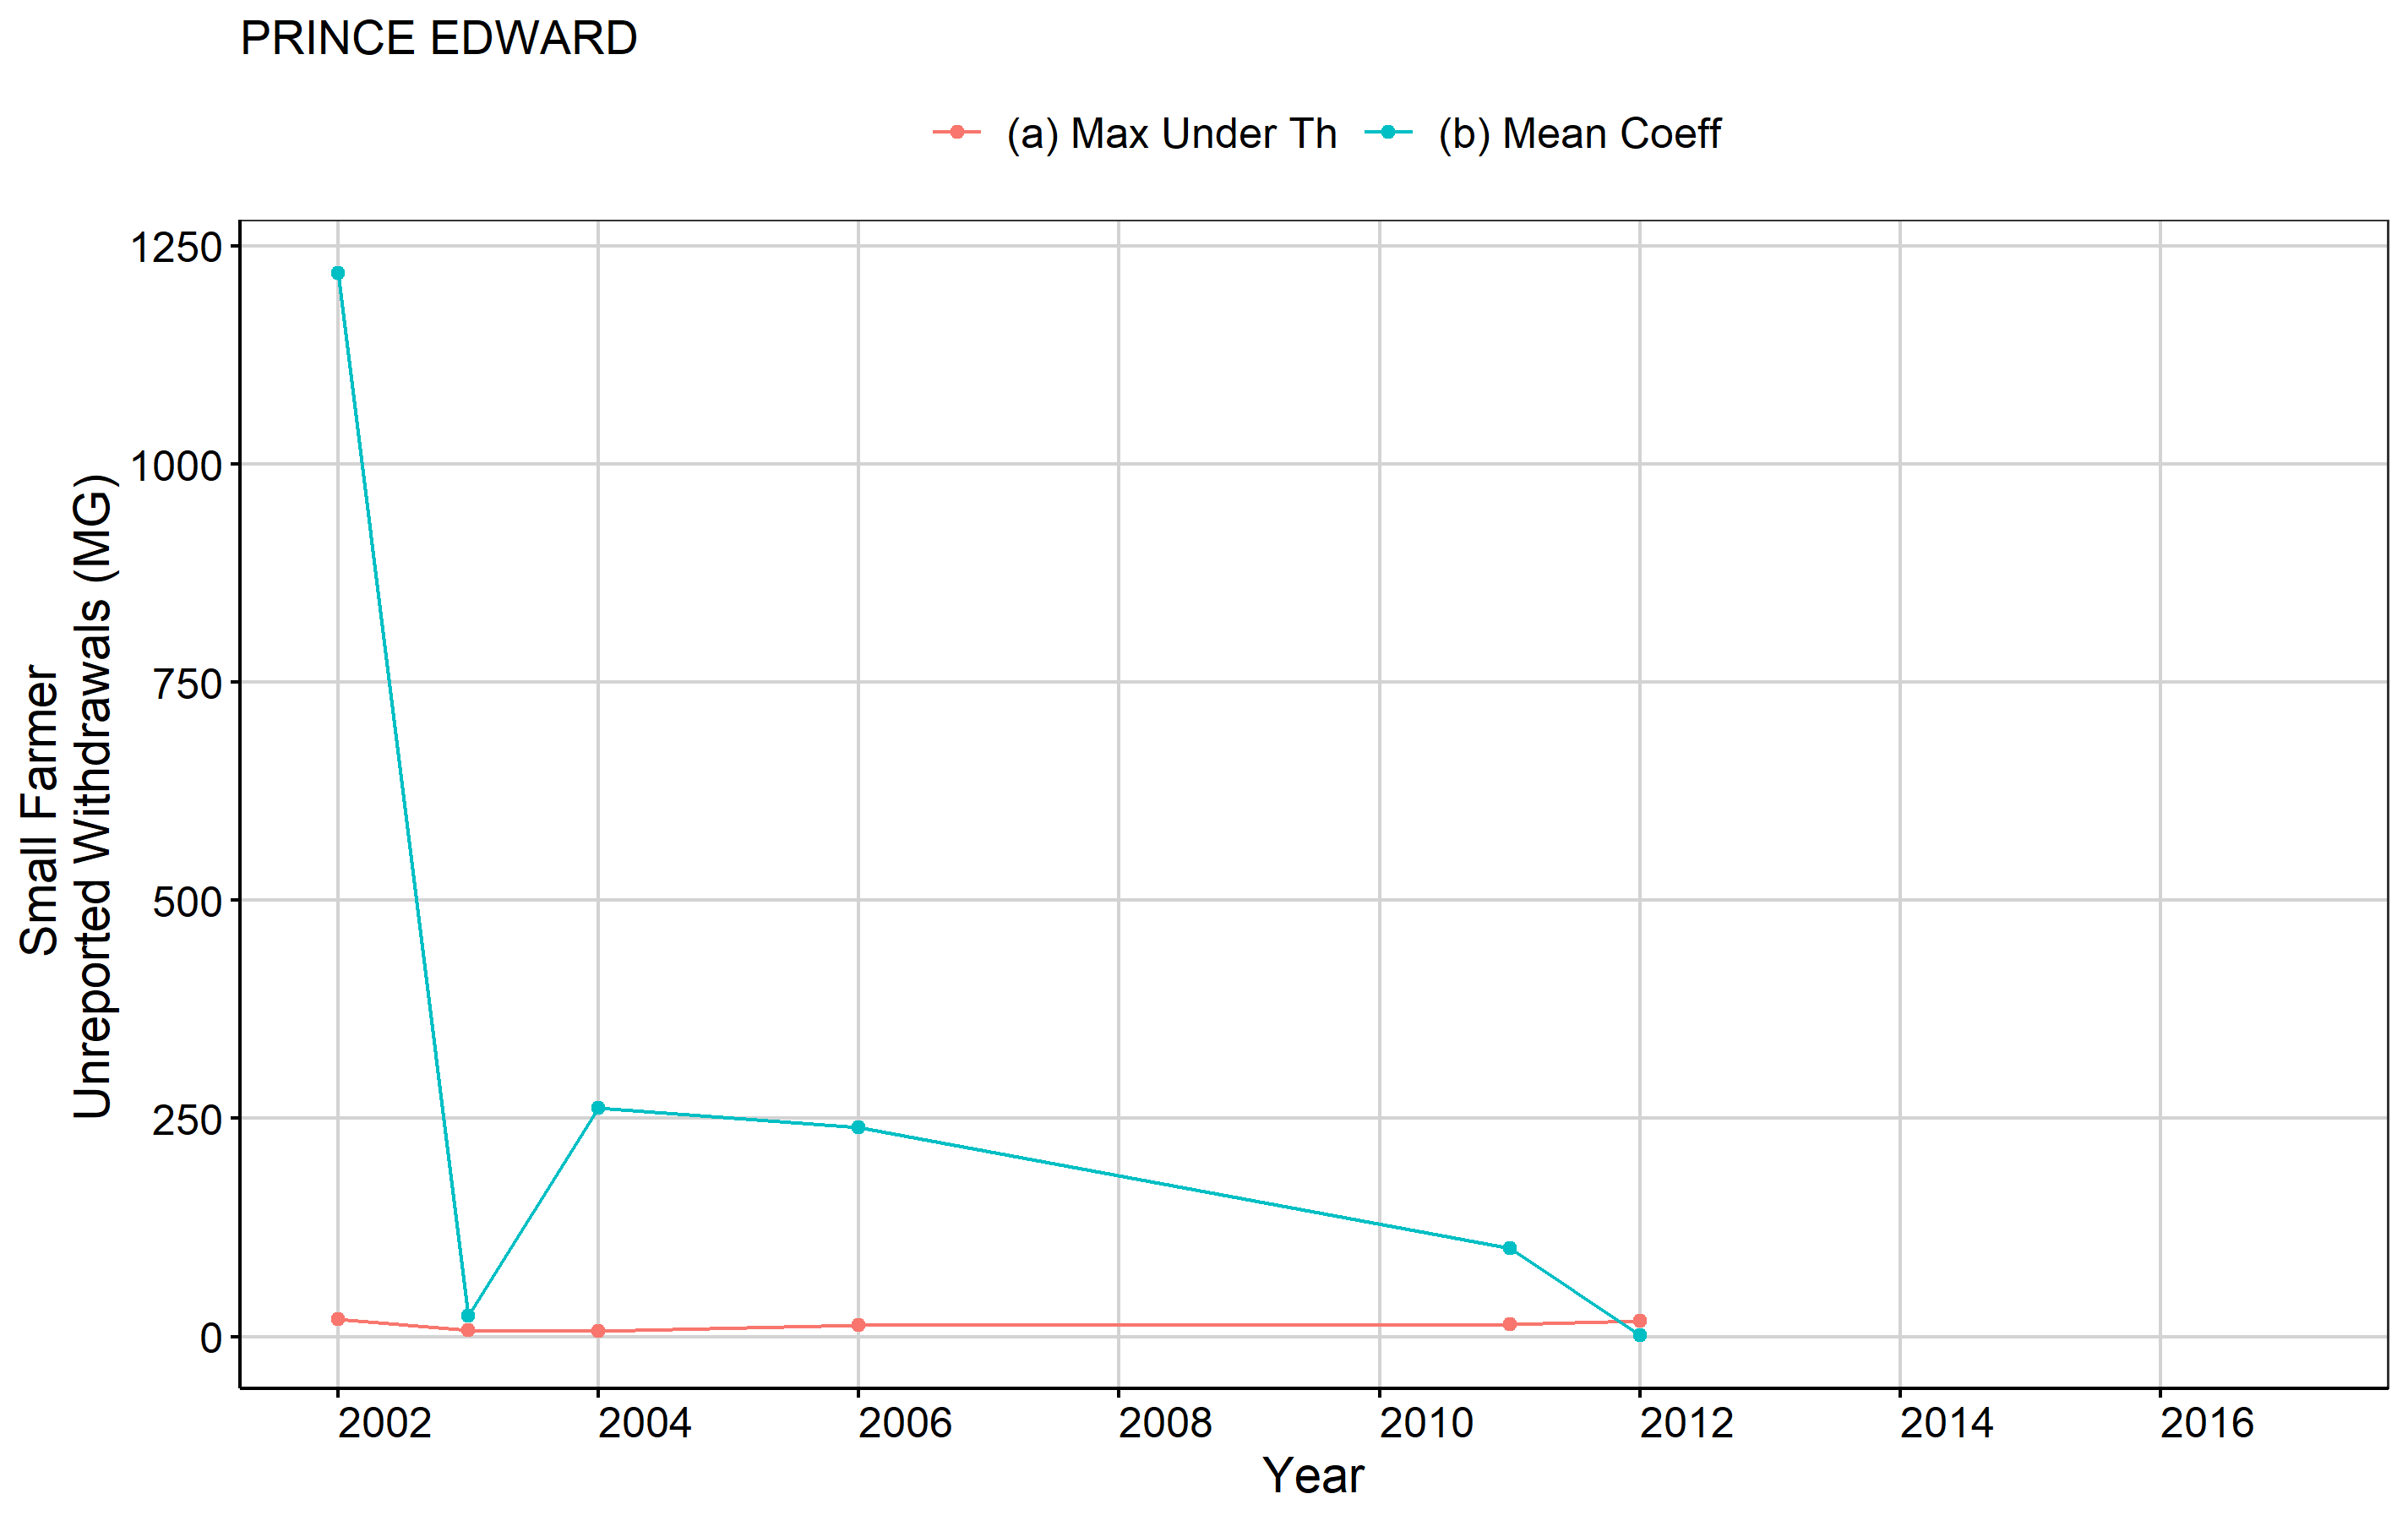 PRINCE EDWARD
(a) Max Under Th (b) Mean Coeff
Small Farmer
Unreported Withdrawals (MG)
1250
1000
750
500
250
0
2002 2004 2006 2008 2010 2012 2014 2016
Year